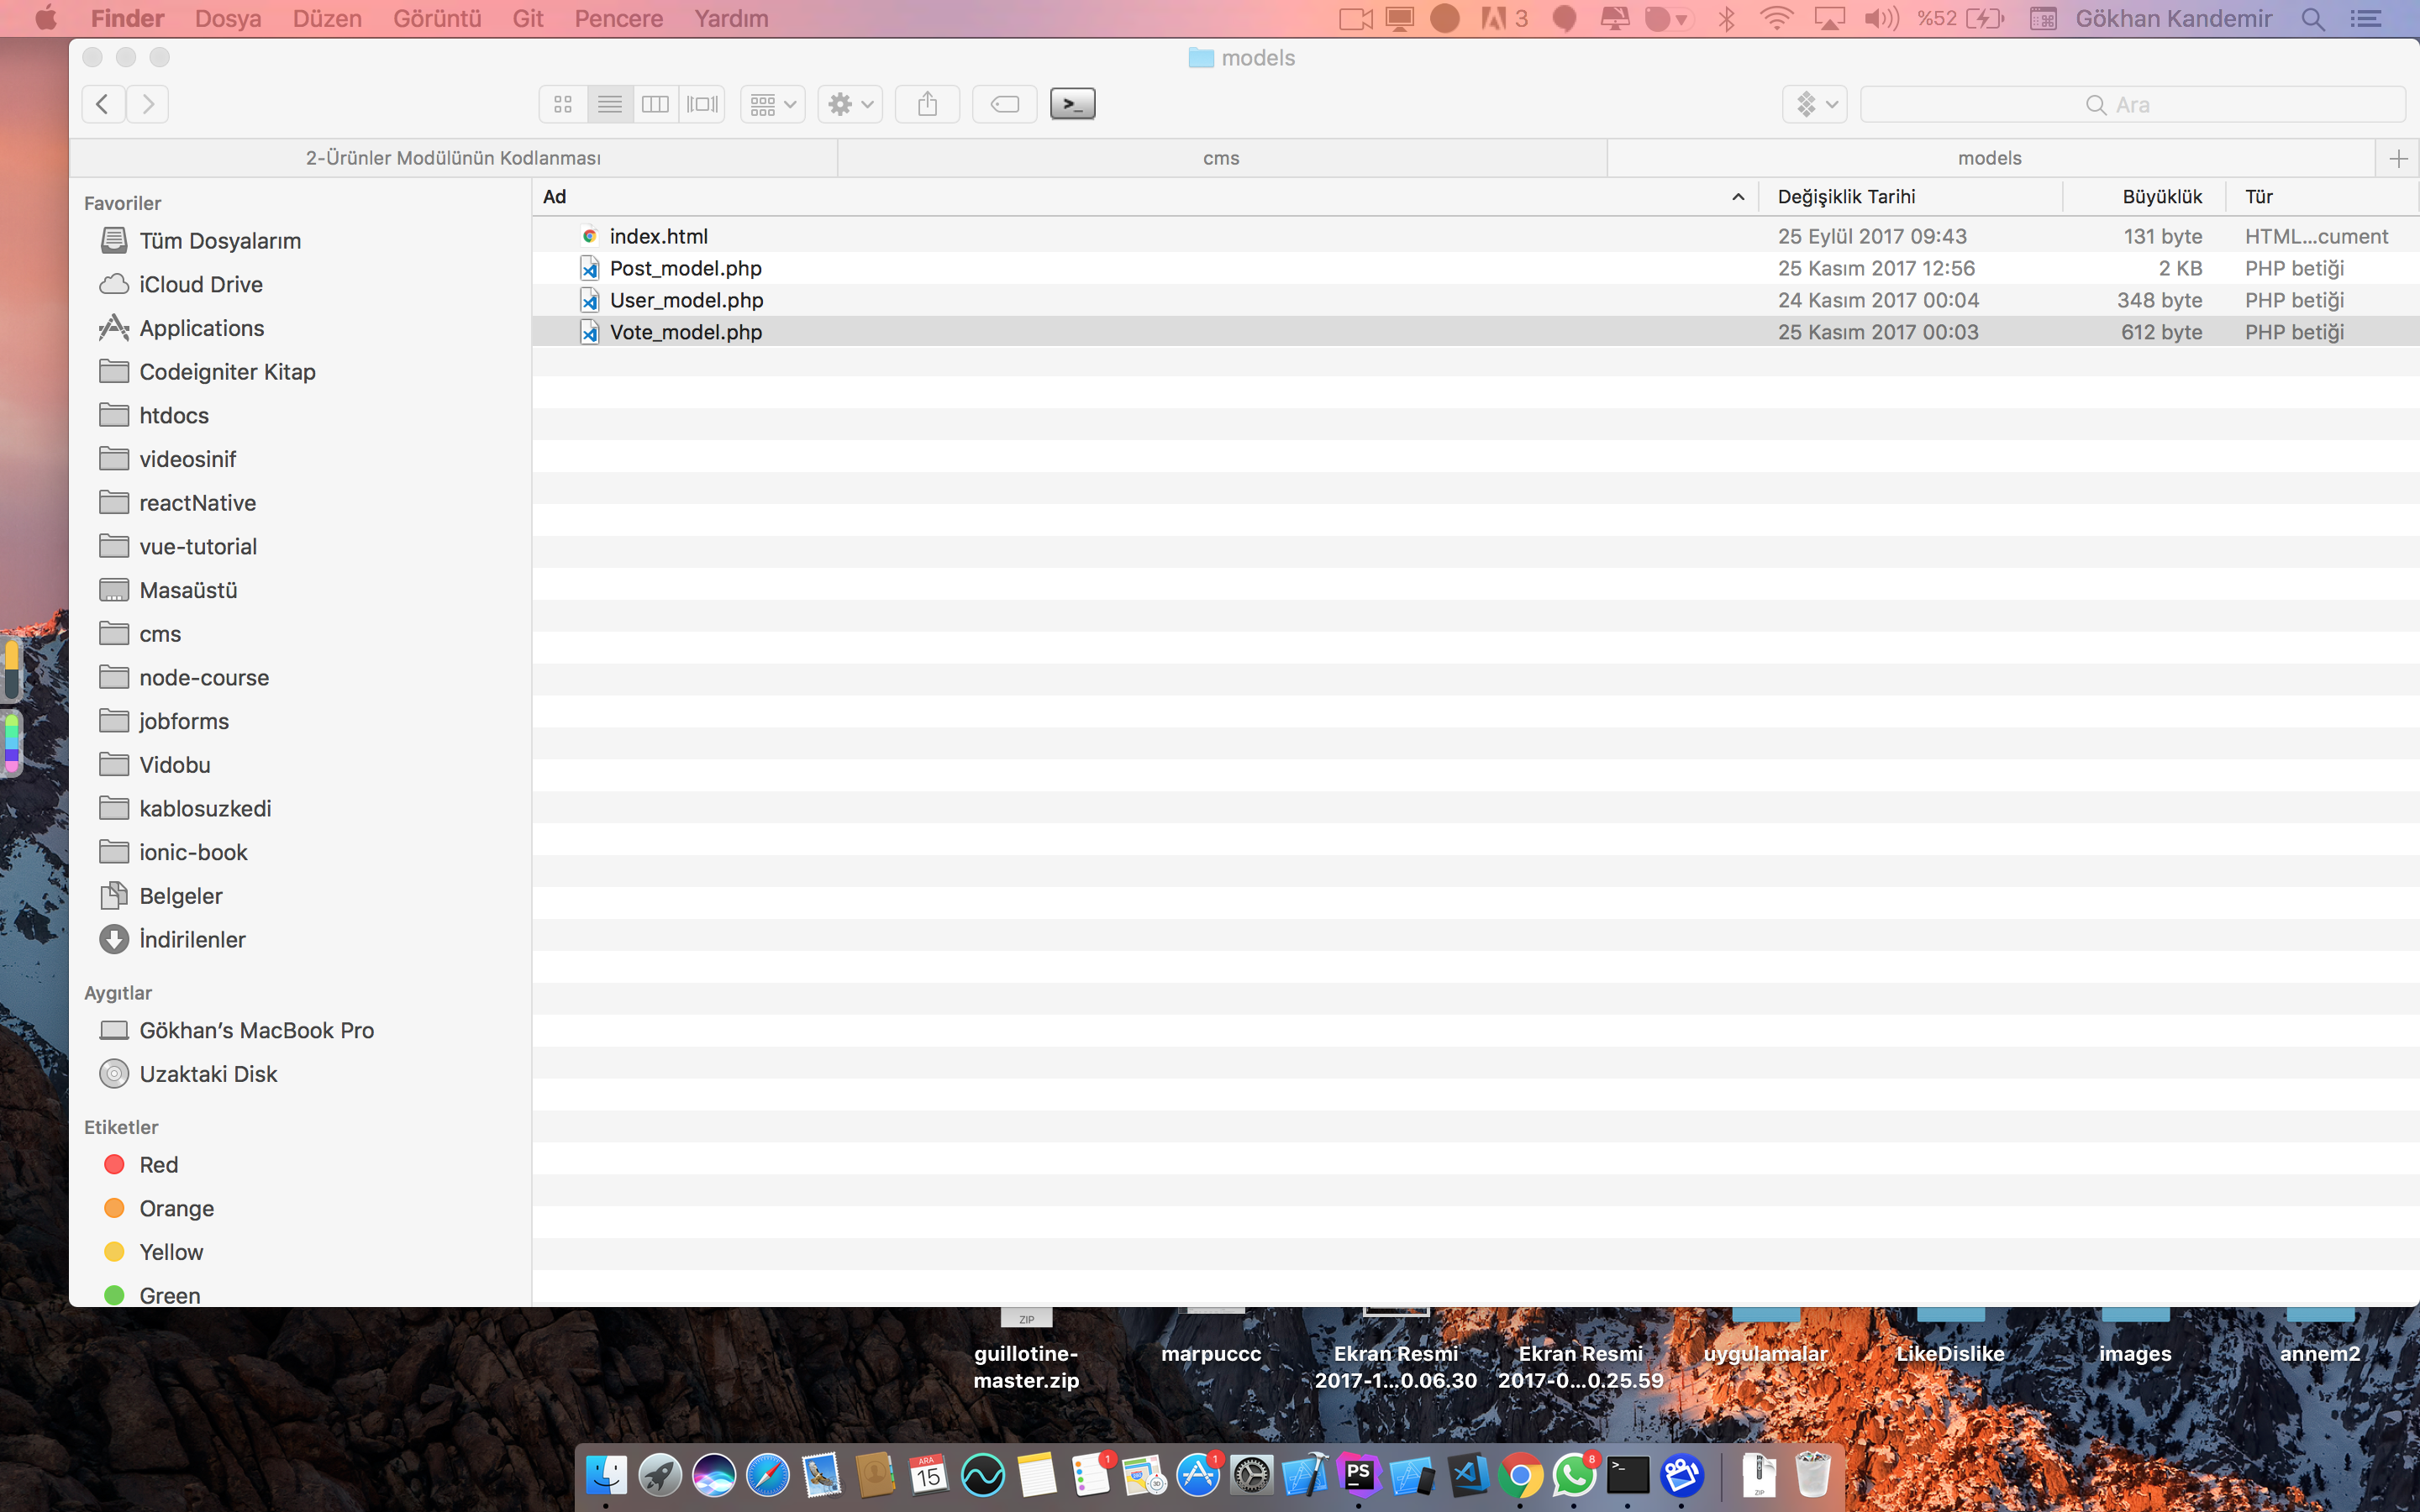 Finder Dosya Düzen Görüntü Git Pencere Yardım 3 %52 Gökhan Kandemir
models
>_ Ara
2-Ürünler Modülünün Kodlanması cms models
Favoriler
Tüm Dosyalarım
iCloud Drive
Applications
Codeigniter Kitap
htdocs
videosinif
reactNative
vue-tutorial
Masaüstü
cms
node-course
jobforms
Vidobu
kablosuzkedi
ionic-book
Belgeler
İndirilenler
Aygıtlar
Gökhan’s MacBook Pro
Uzaktaki Disk
Etiketler
Red
Orange
Yellow
Green
Ad Değişiklik Tarihi Büyüklük Tür
index.html 25 Eylül 2017 09:43 131 byte HTML...cument
Post_model.php 25 Kasım 2017 12:56 2 KB PHP betiği
User_model.php 24 Kasım 2017 00:04 348 byte PHP betiği
Vote_model.php 25 Kasım 2017 00:03 612 byte PHP betiği
ZIP
guillotine-
master.zip
marpuccc
Ekran Resmi
2017-1...0.06.30
Ekran Resmi
2017-0...0.25.59
uygulamalar
LikeDislike
images
annem2
ARA
15
1
1
PS
8
>_
ZIP